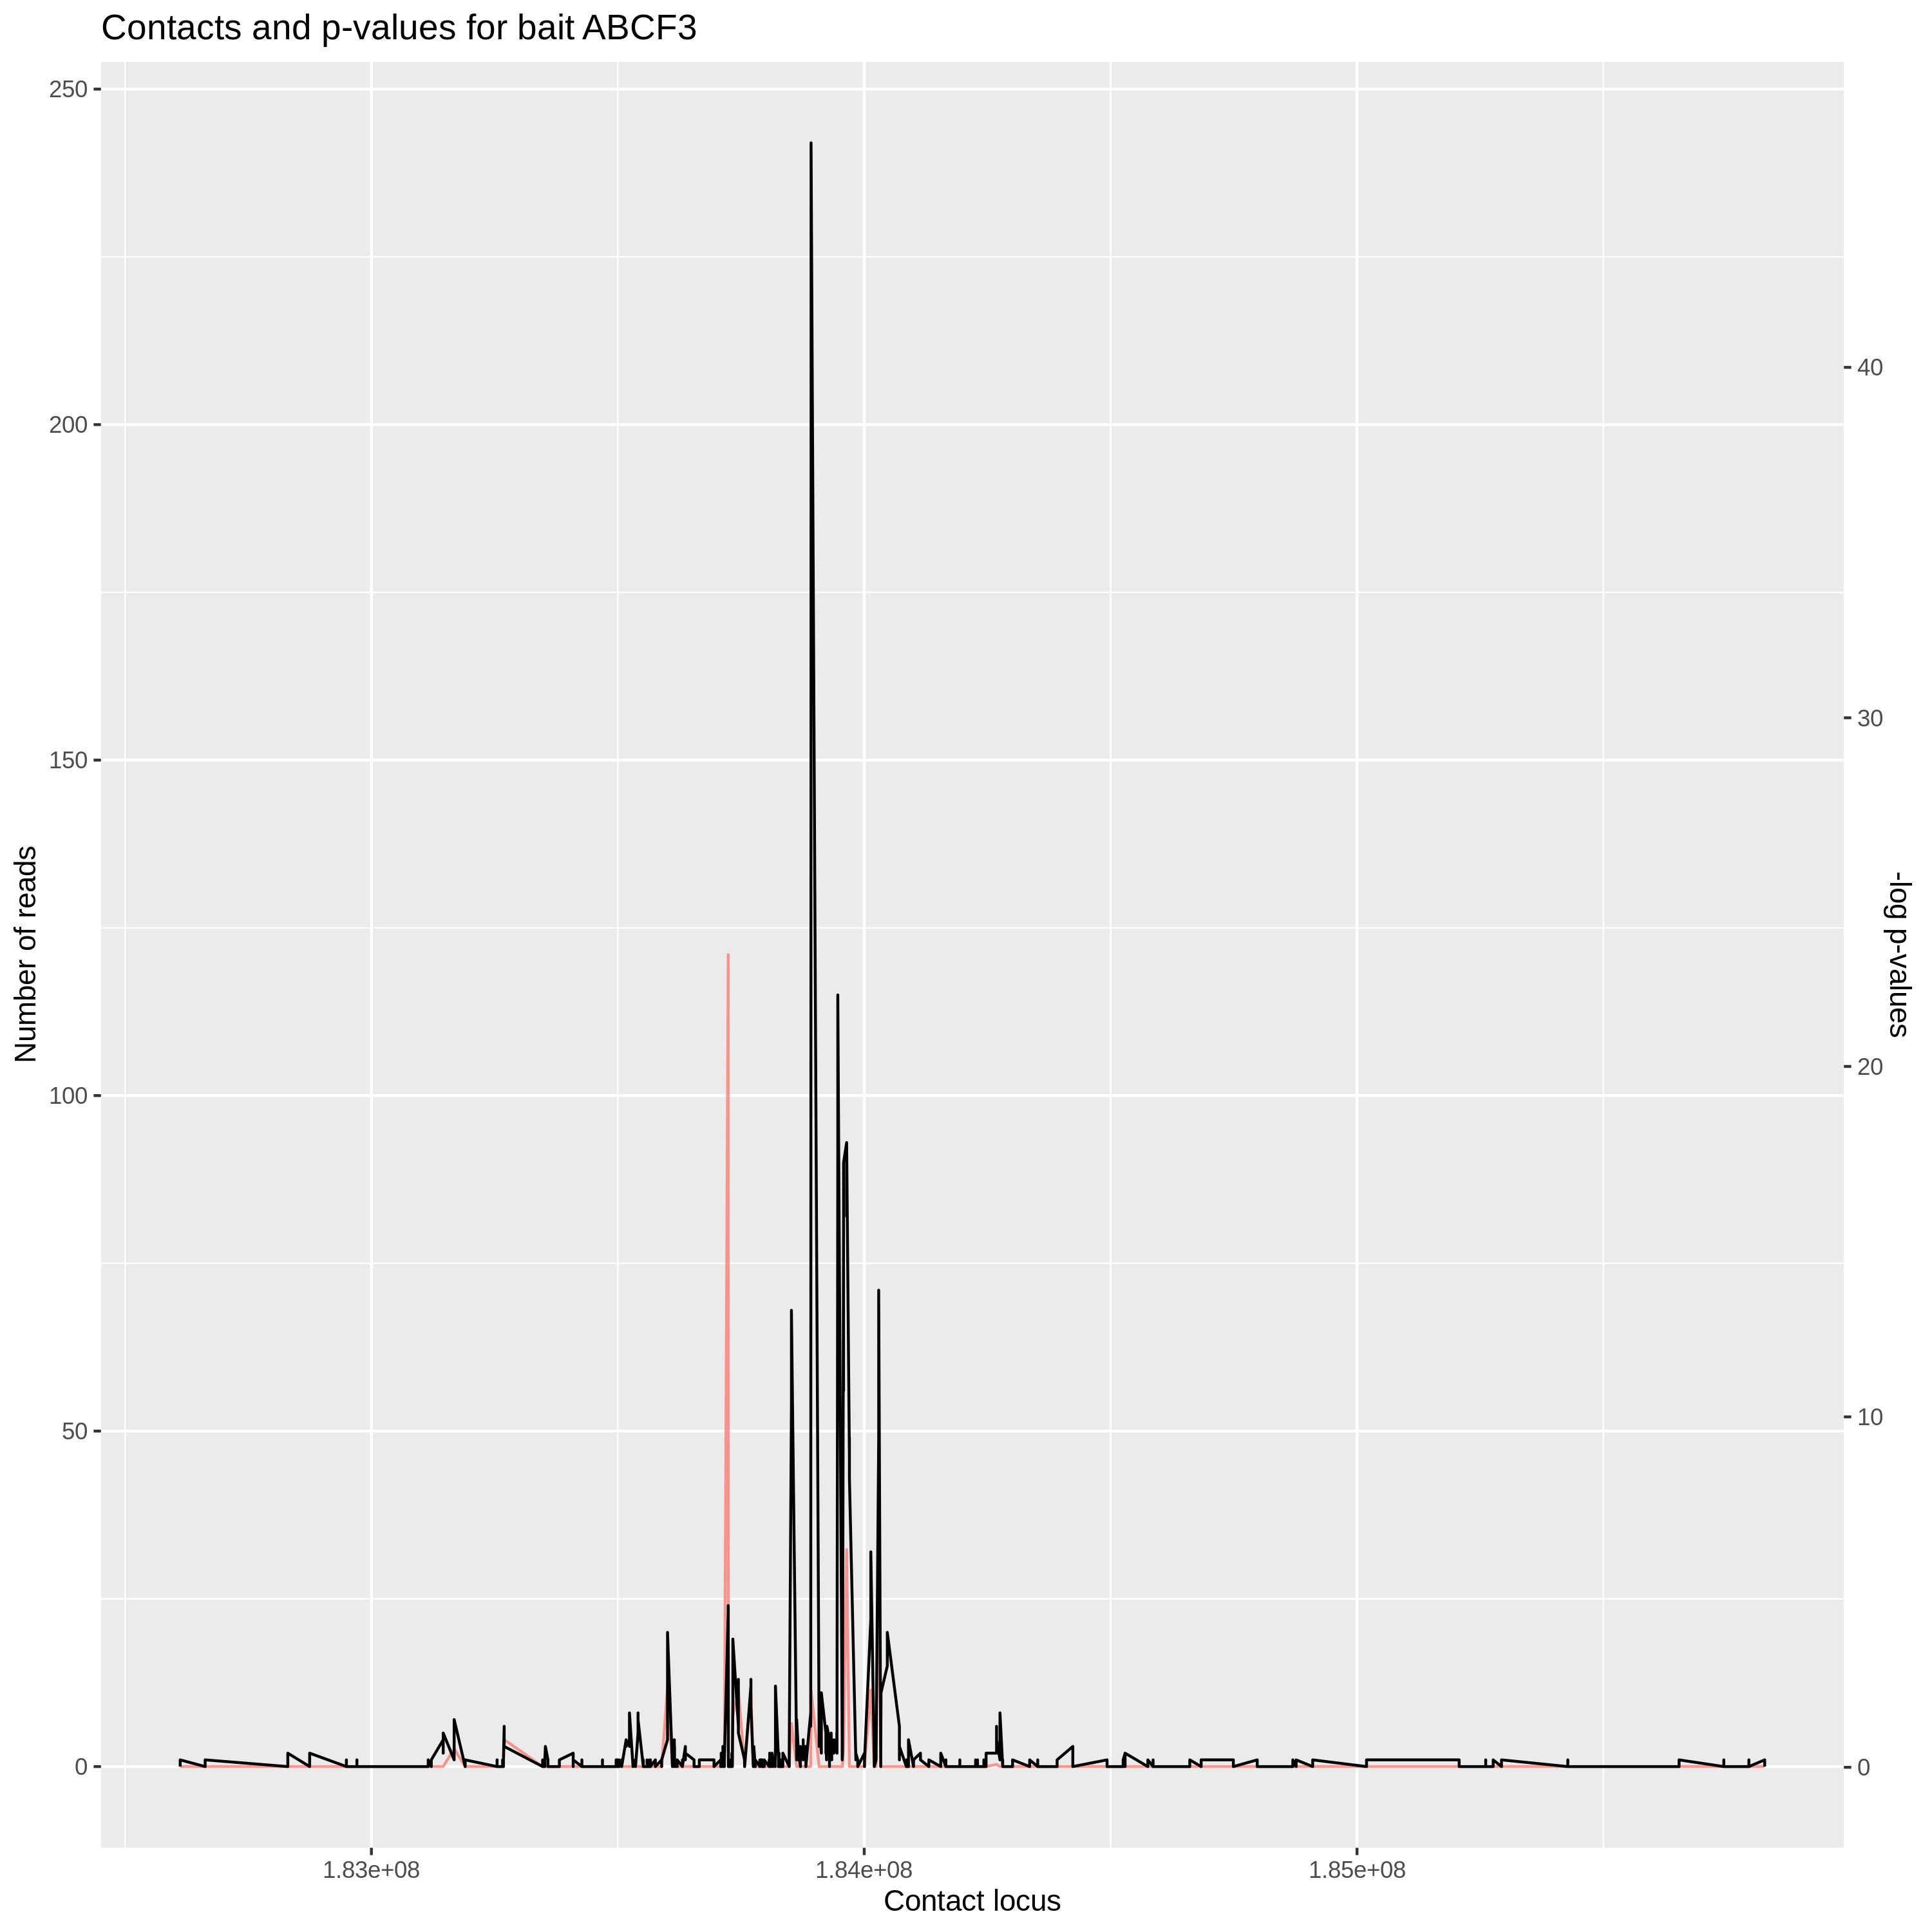 Contacts and p-values for bait ABCF3
250
200
150
100
50
0
Number of reads
40
30
20
10
0
-log p-values
1.83e+08
1.84e+08
1.85e+08
Contact locus